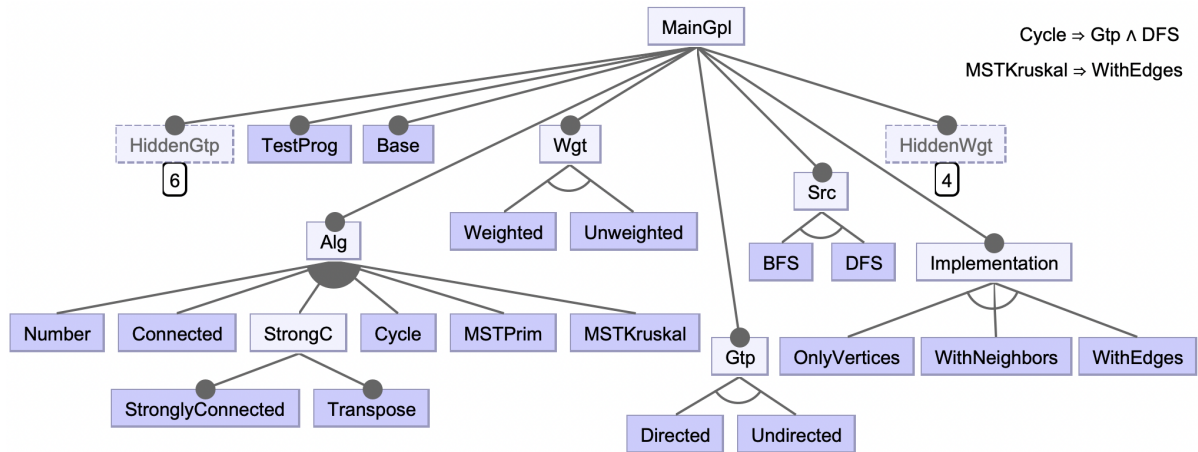 MainGpl
Cycle ⇒ Gtp ∧ DFS
MSTKruskal ⇒ WithEdges
HiddenGtp
TestProg
Base
Wgt
HiddenWgt
6
4
Src
Weighted
Unweighted
Alg
BFS
DFS
Implementation
Number
Connected
StrongC
Cycle
MSTPrim
MSTKruskal
Gtp
OnlyVertices
WithNeighbors
WithEdges
StronglyConnected
Transpose
Directed
Undirected